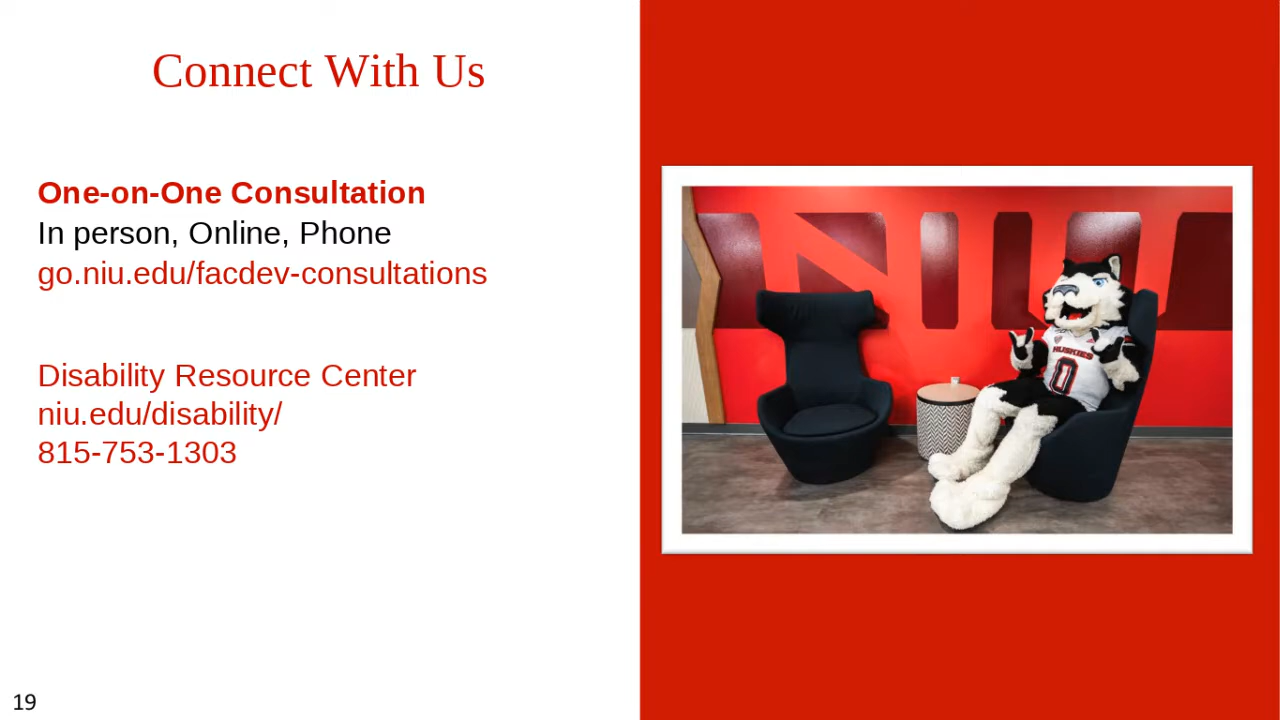 Connect With Us
One-on-One Consultation
In person, Online, Phone
go.niu.edu/facdev-consultations
Disability Resource Center
niu.edu/disability/
815-753-1303
NIU
HUSKIES
0
19